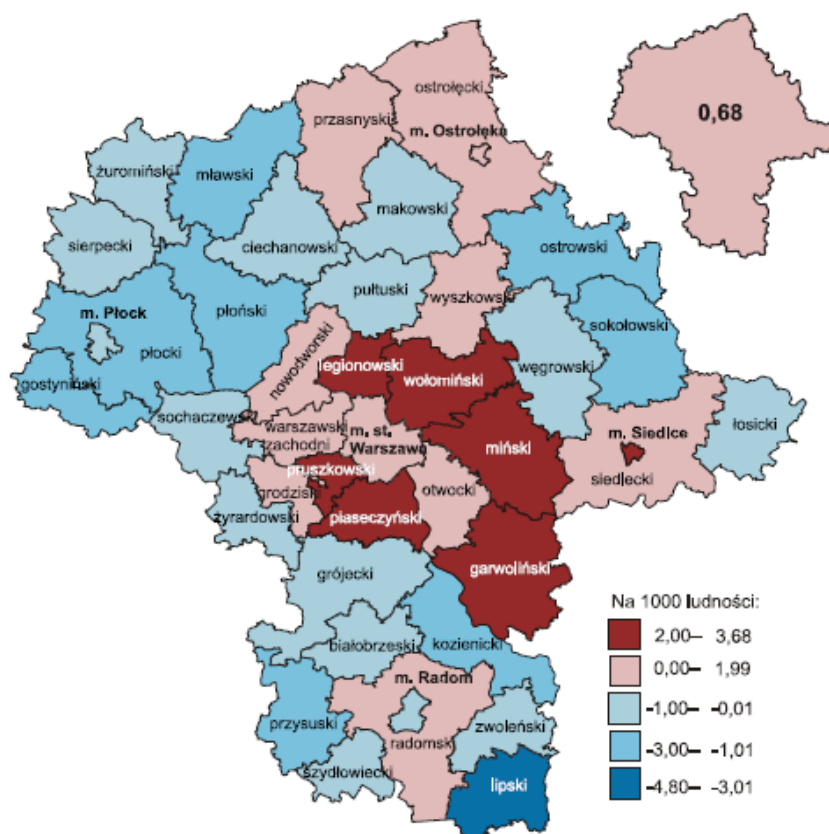 ostrołęcki
przasnyski
m. Ostrołęka
0,68
żuromiński
mławski
makowski
sierpecki
ciechanowski
ostrowski
pułtuski
wyszkowski
m. Płock
płoński
sokołowski
płocki
nowodworski
węgrowski
gostyniński
legionowski
wołomiński
sochaczewski
warszawski
zachodni
m. st.
Warszawa
miński
m. Siedlce
łosicki
pruszkowski
grodziski
otwocki
siedlecki
żyrardowski
piaseczyński
grójecki
garwoliński
Na 1000 ludności:
2,00– 3,68
białobrzeski
kozienicki
0,00– 1,99
m. Radom
-1,00– -0,01
przysuski
zwoleński
radomski
-3,00– -1,01
szydłowiecki
lipski
-4,80– -3,01